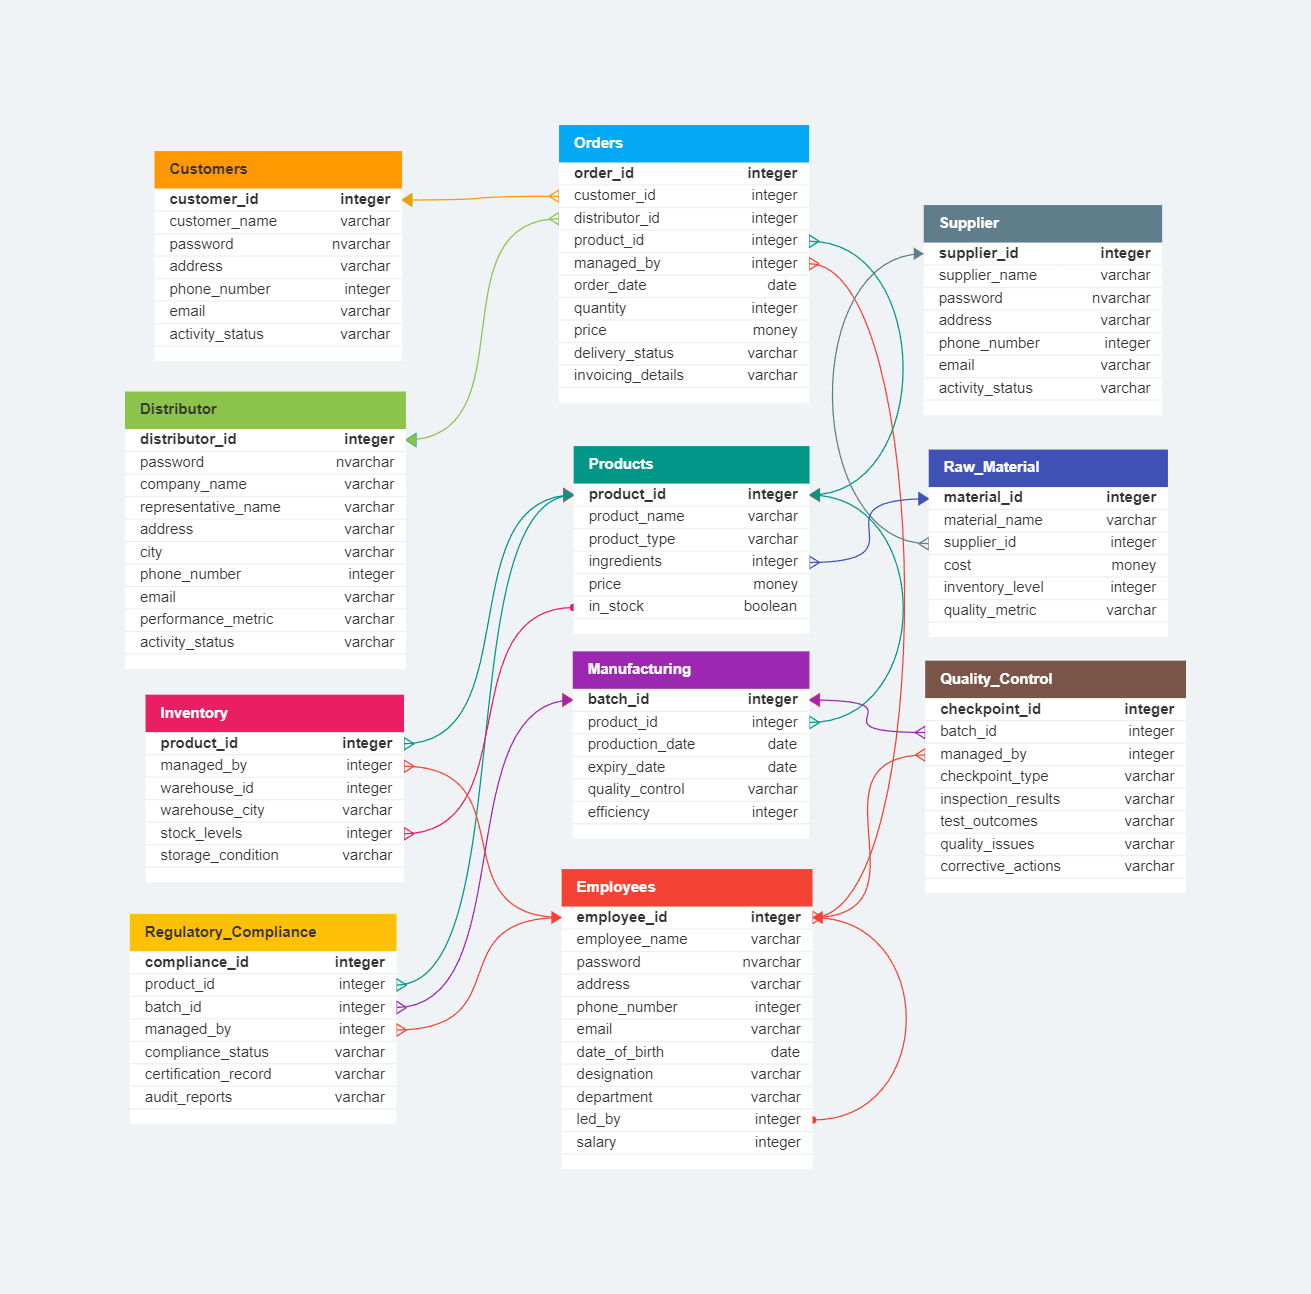 Customers
customer_id integer
customer_name varchar
password nvarchar
address varchar
phone_number integer
email varchar
activity_status varchar
Distributor
distributor_id integer
password nvarchar
company_name varchar
representative_name varchar
address varchar
city varchar
phone_number integer
email varchar
performance_metric varchar
activity_status varchar
Inventory
product_id integer
managed_by integer
warehouse_id integer
warehouse_city varchar
stock_levels integer
storage_condition varchar
Regulatory_Compliance
compliance_id integer
product_id integer
batch_id integer
managed_by integer
compliance_status varchar
certification_record varchar
audit_reports varchar
Orders
order_id integer
customer_id integer
distributor_id integer
product_id integer
managed_by integer
order_date date
quantity integer
price money
delivery_status varchar
invoicing_details varchar
Products
product_id integer
product_name varchar
product_type varchar
ingredients integer
price money
in_stock boolean
Manufacturing
batch_id integer
product_id integer
production_date date
expiry_date date
quality_control varchar
efficiency integer
Employees
employee_id integer
employee_name varchar
password nvarchar
address varchar
phone_number integer
email varchar
date_of_birth date
designation varchar
department varchar
led_by integer
salary integer
Supplier
supplier_id integer
supplier_name varchar
password nvarchar
address varchar
phone_number integer
email varchar
activity_status varchar
Raw_Material
material_id integer
material_name varchar
supplier_id integer
cost money
inventory_level integer
quality_metric varchar
Quality_Control
checkpoint_id integer
batch_id integer
managed_by integer
checkpoint_type varchar
inspection_results varchar
test_outcomes varchar
quality_issues varchar
corrective_actions varchar